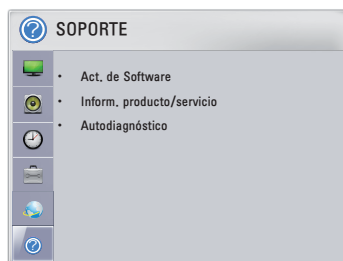 SOPORTE
• Act. de Software
• Inform. producto/servicio
• Autodiagnóstico